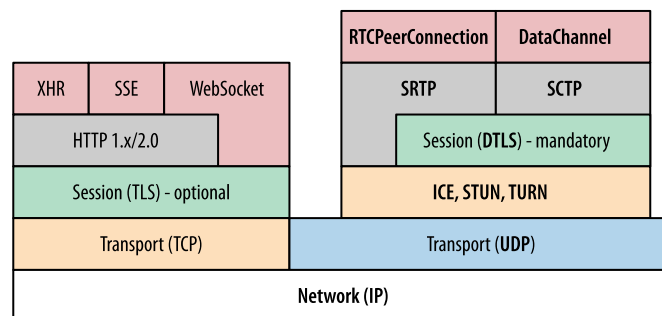 RTCPeerConnection DataChannel
XHR SSE WebSocket SRTP SCTP
HTTP 1.x/2.0 Session (DTLS) - mandatory
Session (TLS) - optional ICE, STUN, TURN
Transport (TCP) Transport (UDP)
Network (IP)